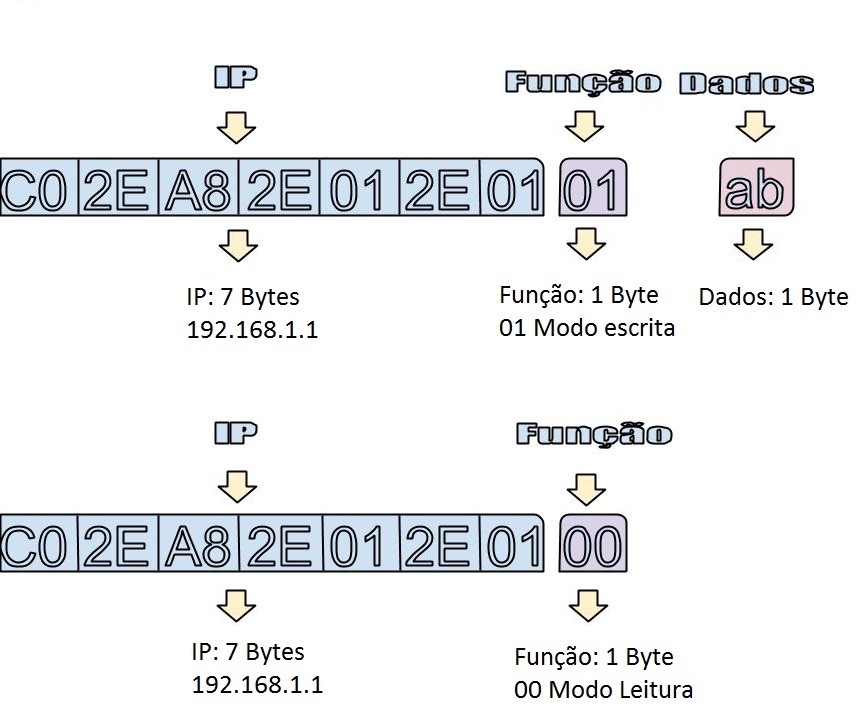 IP Função Dados
C0 2E A8 2E 01 2E 01 01 ab
IP: 7 Bytes
192.168.1.1
Função: 1 Byte
01 Modo escrita
Dados: 1 Byte
IP Função
C0 2E A8 2E 01 2E 01 00
IP: 7 Bytes
192.168.1.1
Função: 1 Byte
00 Modo Leitura